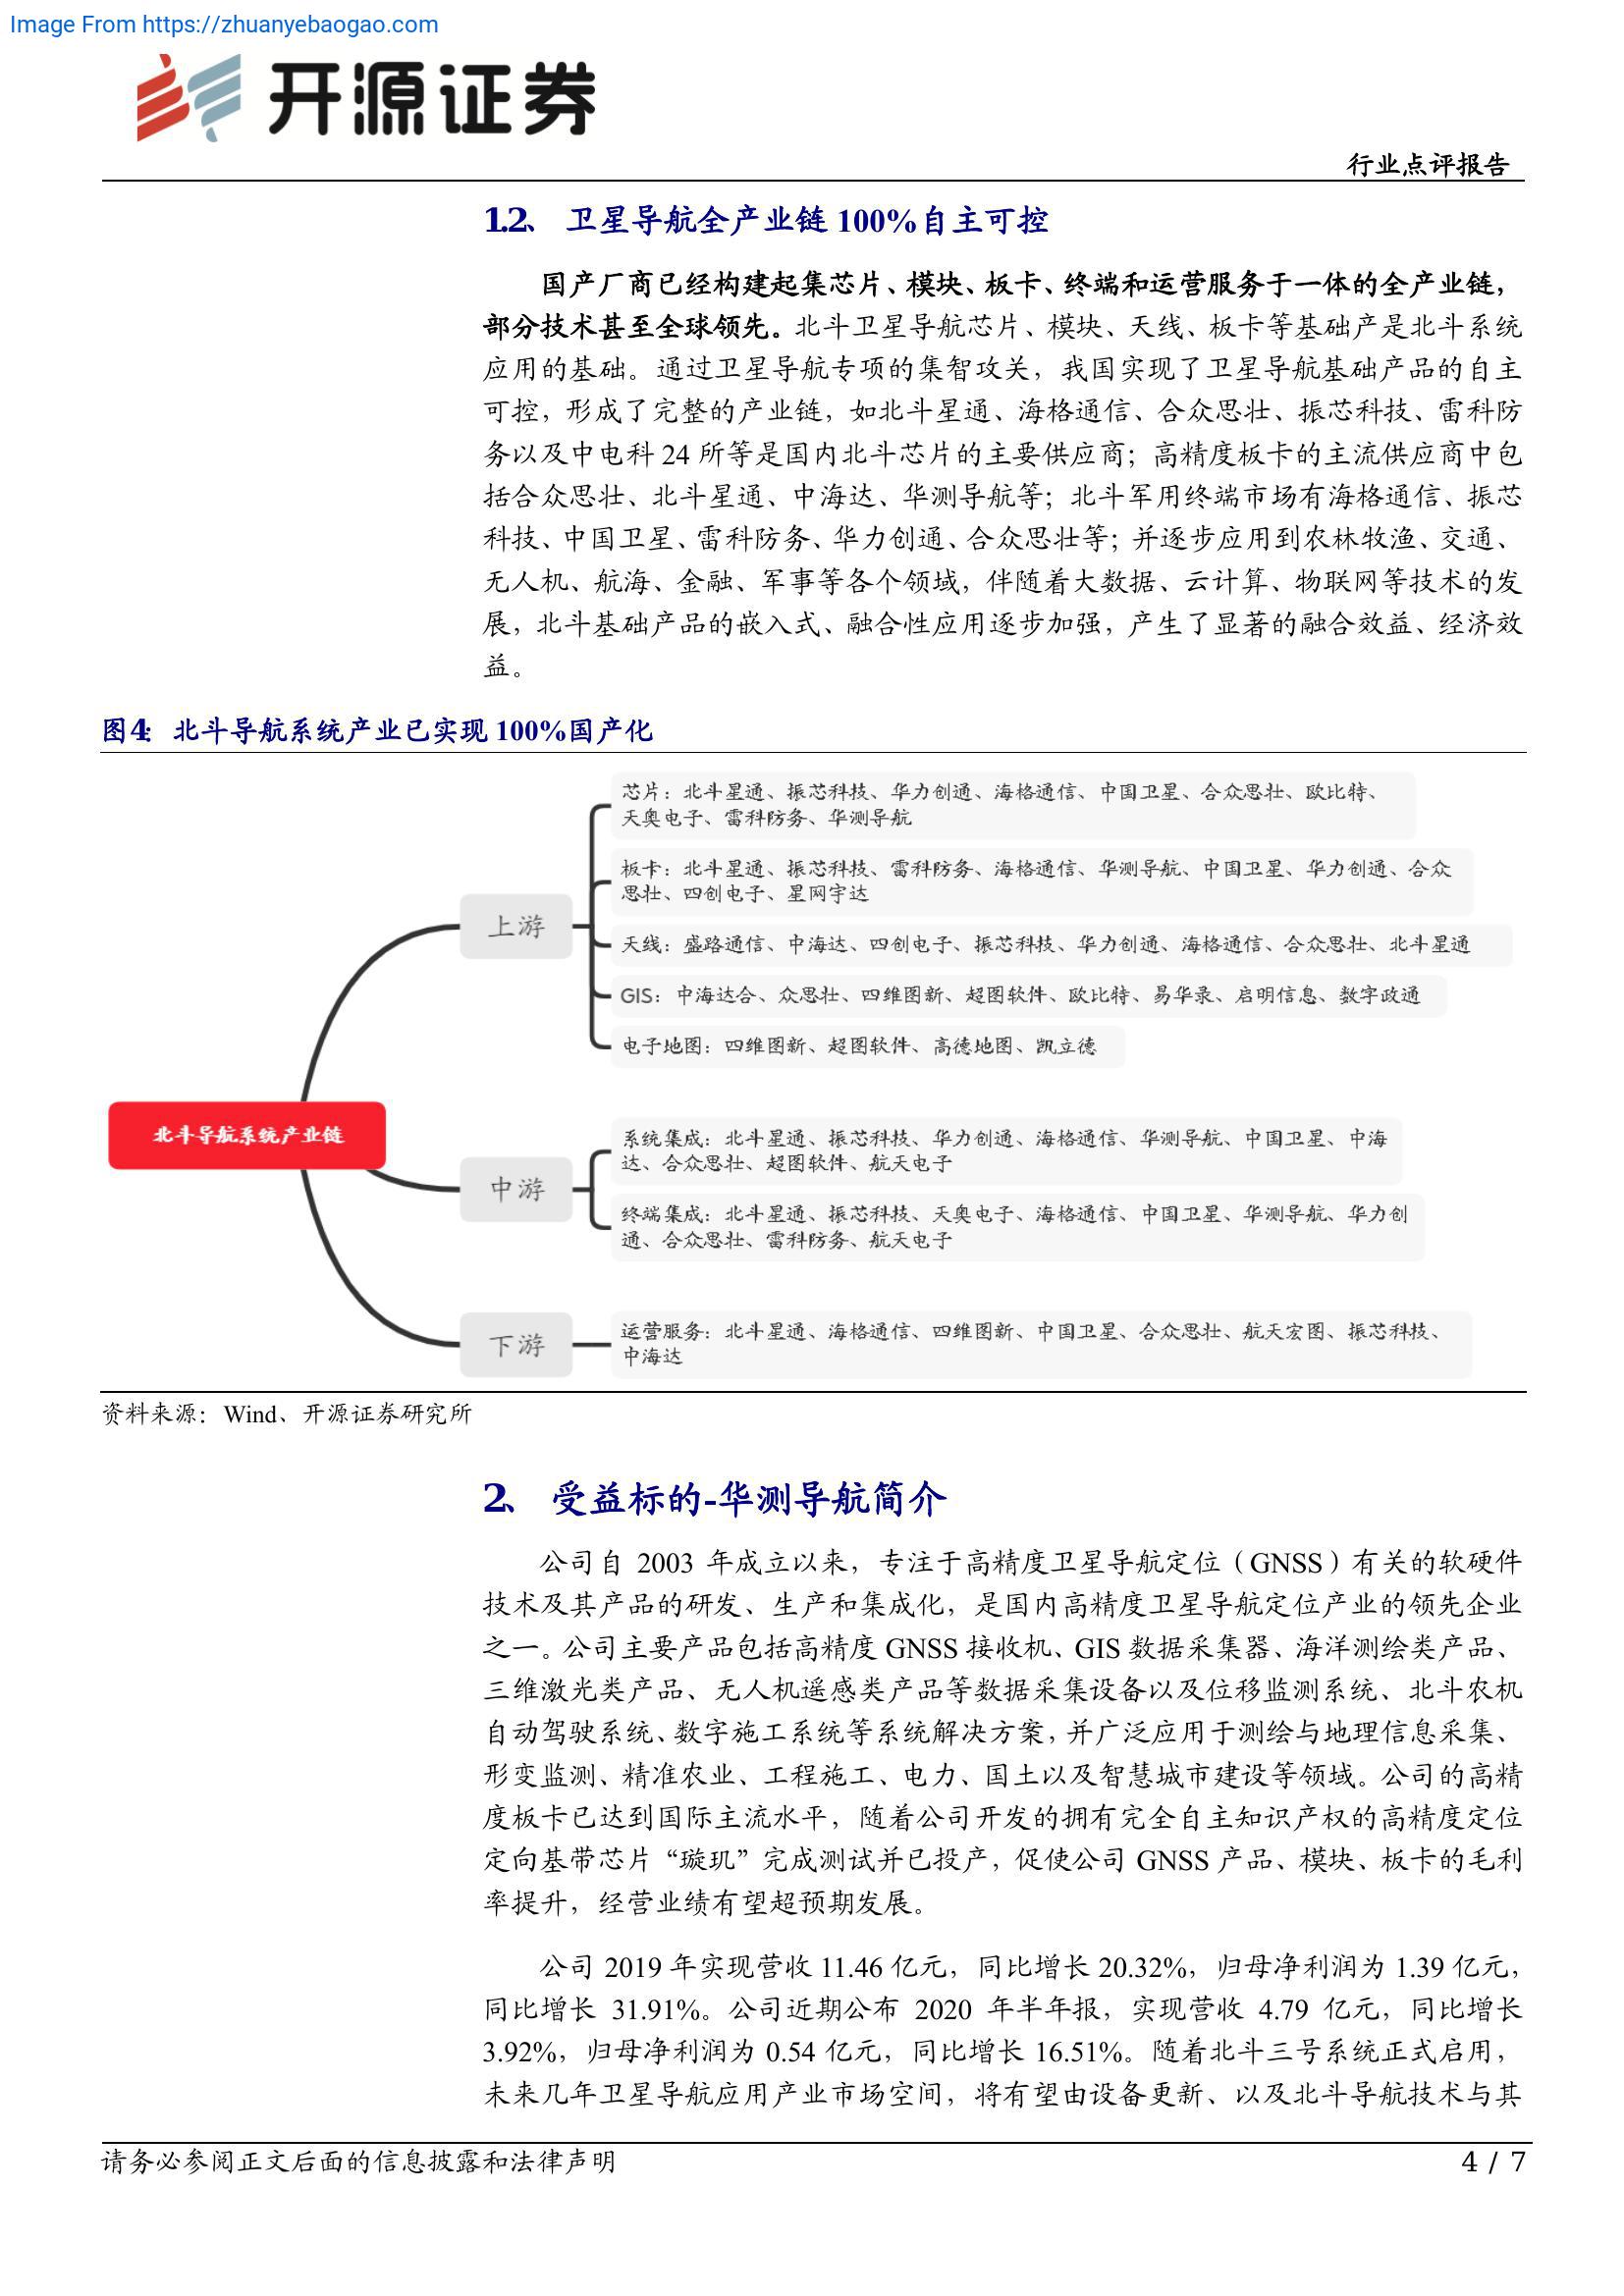 Image From https://zhuanyebaogao.com
开源证券
行业点评报告
1.2、 卫星导航全产业链 100%自主可控
国产厂商已经构建起集芯片、模块、板卡、终端和运营服务于一体的全产业链，
部分技术甚至全球领先。北斗卫星导航芯片、模块、天线、板卡等基础产是北斗系统
应用的基础。通过卫星导航专项的集智攻关，我国实现了卫星导航基础产品的自主
可控，形成了完整的产业链，如北斗星通、海格通信、合众思壮、振芯科技、雷科防
务以及中电科 24 所等是国内北斗芯片的主要供应商；高精度板卡的主流供应商中包
括合众思壮、北斗星通、中海达、华测导航等；北斗军用终端市场有海格通信、振芯
科技、中国卫星、雷科防务、华力创通、合众思壮等；并逐步应用到农林牧渔、交通、
无人机、航海、金融、军事等各个领域，伴随着大数据、云计算、物联网等技术的发
展，北斗基础产品的嵌入式、融合性应用逐步加强，产生了显著的融合效益、经济效
益。
图4： 北斗导航系统产业已实现 100%国产化
芯片：北斗星通、振芯科技、华力创通、海格通信、中国卫星、合众思壮、欧比特、
天奥电子、雷科防务、华测导航
板卡：北斗星通、振芯科技、雷科防务、海格通信、华测导航、中国卫星、华力创通、合众
思壮、四创电子、星网宇达
上游
天线：盛路通信、中海达、四创电子、振芯科技、华力创通、海格通信、合众思壮、北斗星通
GIS：中海达合、众思壮、四维图新、超图软件、欧比特、易华录、启明信息、数字政通
电子地图：四维图新、超图软件、高德地图、凯立德
北斗导航系统产业链
系统集成：北斗星通、振芯科技、华力创通、海格通信、华测导航、中国卫星、中海
达、合众思壮、超图软件、航天电子
中游
终端集成：北斗星通、振芯科技、天奥电子、海格通信、中国卫星、华测导航、华力创
通、合众思壮、雷科防务、航天电子
下游
运营服务：北斗星通、海格通信、四维图新、中国卫星、合众思壮、航天宏图、振芯科技、
中海达
资料来源：Wind、开源证券研究所
2、 受益标的-华测导航简介
公司自 2003 年成立以来，专注于高精度卫星导航定位（GNSS）有关的软硬件
技术及其产品的研发、生产和集成化，是国内高精度卫星导航定位产业的领先企业
之一。公司主要产品包括高精度 GNSS 接收机、GIS 数据采集器、海洋测绘类产品、
三维激光类产品、无人机遥感类产品等数据采集设备以及位移监测系统、北斗农机
自动驾驶系统、数字施工系统等系统解决方案，并广泛应用于测绘与地理信息采集、
形变监测、精准农业、工程施工、电力、国土以及智慧城市建设等领域。公司的高精
度板卡已达到国际主流水平，随着公司开发的拥有完全自主知识产权的高精度定位
定向基带芯片“璇玑”完成测试并已投产，促使公司 GNSS 产品、模块、板卡的毛利
率提升，经营业绩有望超预期发展。
公司 2019 年实现营收 11.46 亿元，同比增长 20.32%，归母净利润为 1.39 亿元，
同比增长 31.91%。公司近期公布 2020 年半年报，实现营收 4.79 亿元，同比增长
3.92%，归母净利润为 0.54 亿元，同比增长 16.51%。随着北斗三号系统正式启用，
未来几年卫星导航应用产业市场空间，将有望由设备更新、以及北斗导航技术与其
请务必参阅正文后面的信息披露和法律声明
4 / 7